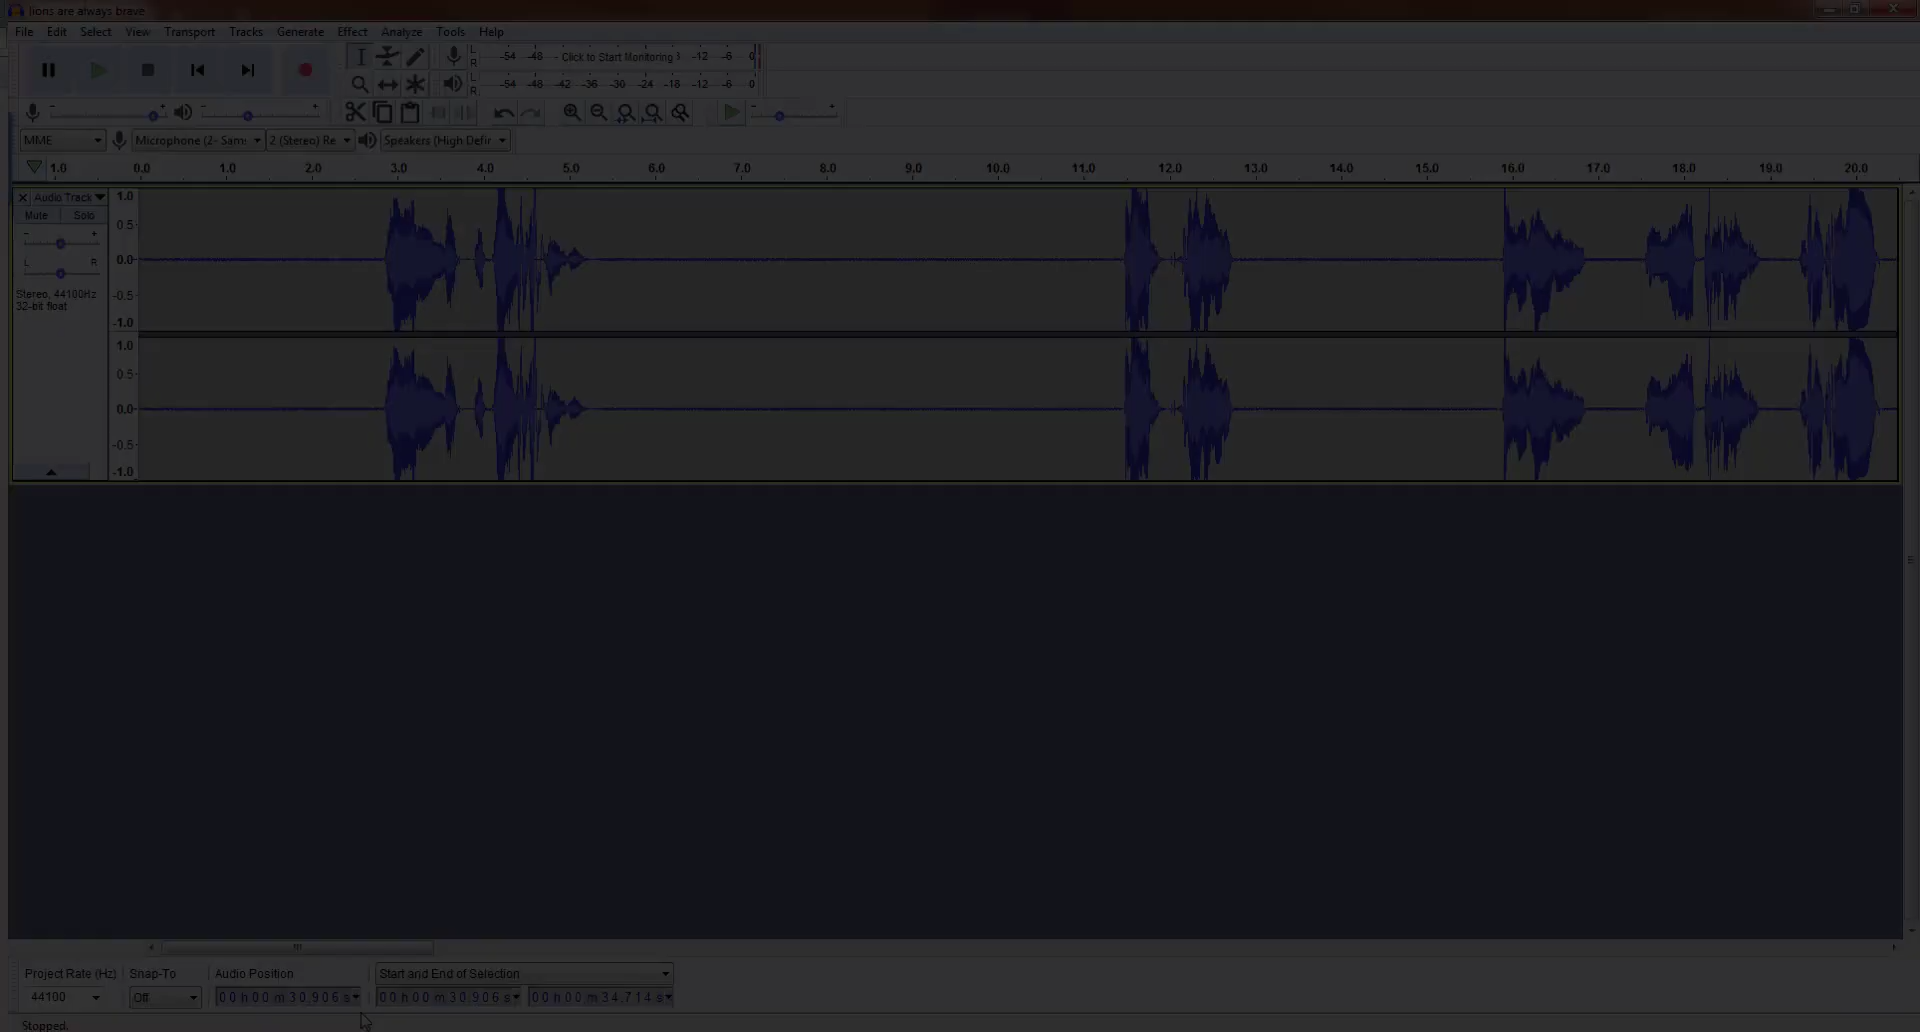 lions are always brave
File Edit Select View Transport Tracks Generate Effect Analyze Tools Help
L R -54 -48 - Click to Start Monitoring -12 -6 0
L R -54 -48 -42 -36 -30 -24 -18 -12 -6 0
MME Microphone (2- Sam: 2 (Stereo) Re Speakers (High Defir
1.0 0.0 1.0 2.0 3.0 4.0 5.0 6.0 7.0 8.0 9.0 10.0 11.0 12.0 13.0 14.0 15.0 16.0 17.0 18.0 19.0 20.0
Audio Track 1.0
Mute Solo
0.5
L R
0.0
Stereo, 44100Hz
-0.5
32-bit float
-1.0
1.0
0.5
0.0
-0.5
-1.0
Project Rate (Hz) Snap-To Audio Position Start and End of Selection
44100 Off 00 h 00 m 30.906 s 00 h 00 m 30.906 s 00 h 00 m 34.714 s
Stopped.